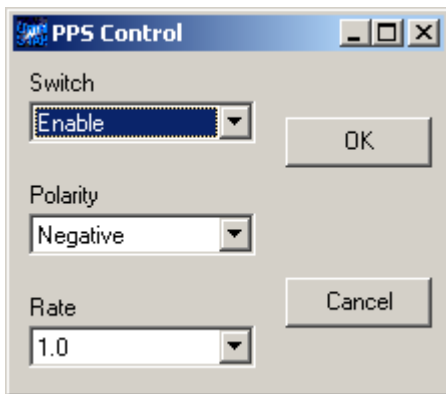 PPS Control
Switch
Enable
OK
Polarity
Negative
Rate
Cancel
1.0